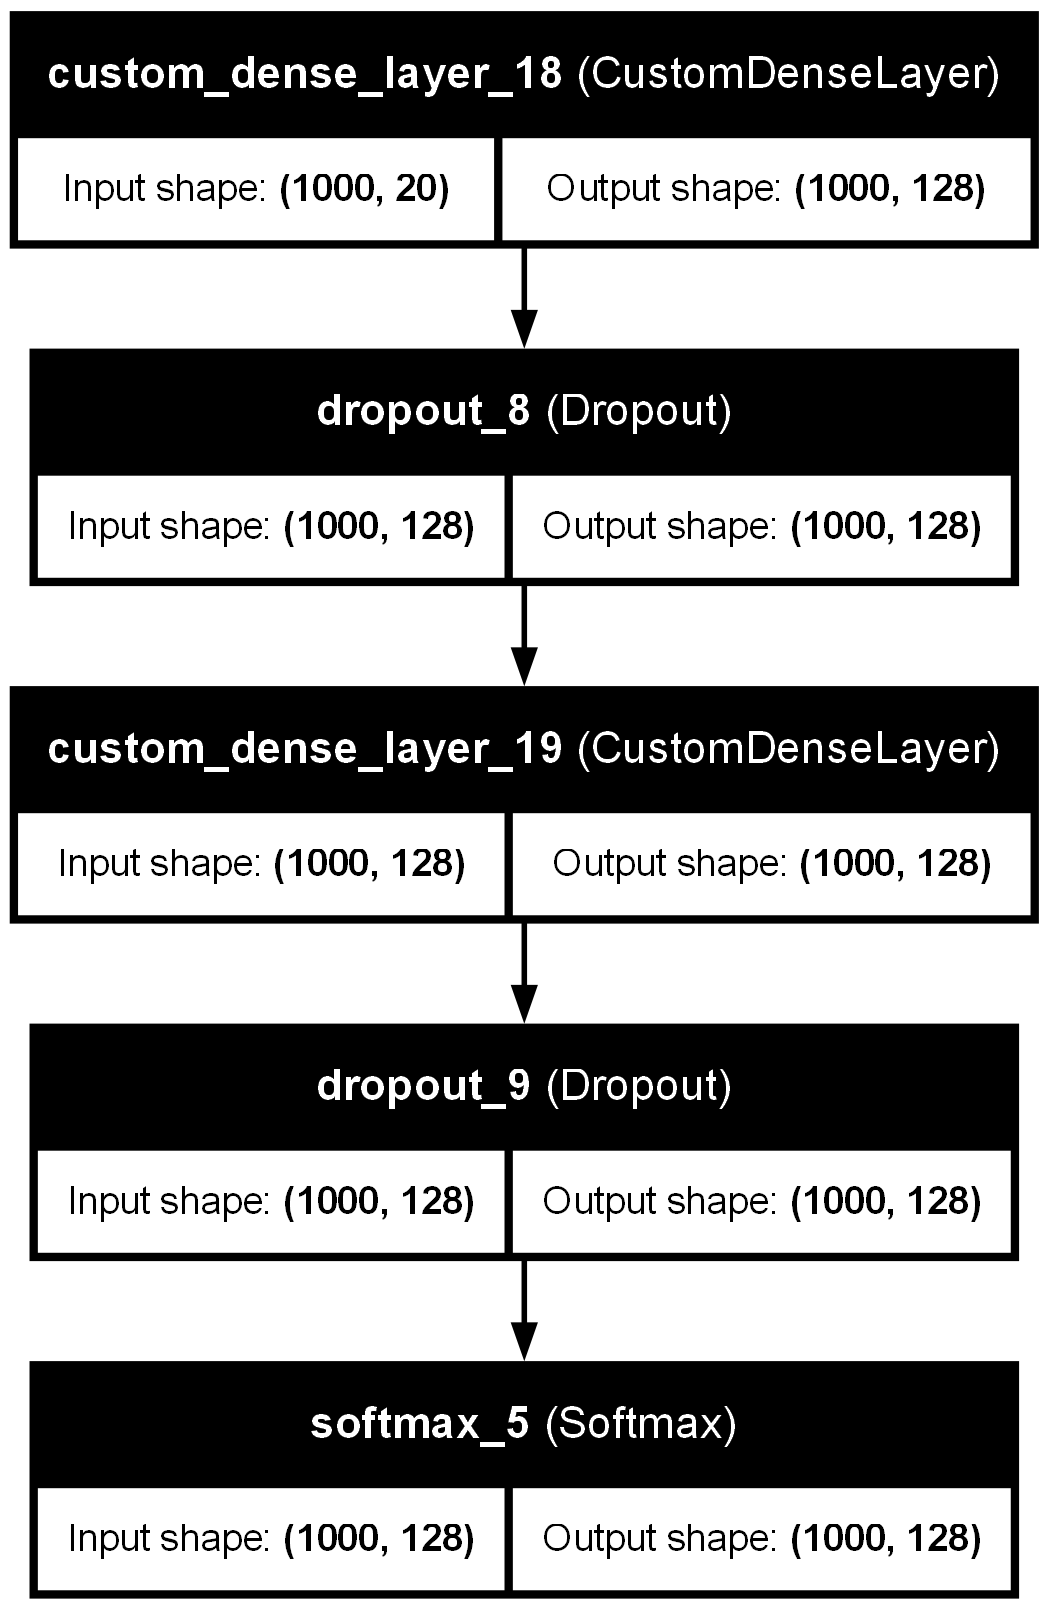 custom_dense_layer_18 (CustomDenseLayer)
Input shape: (1000, 20) Output shape: (1000, 128)
dropout_8 (Dropout)
Input shape: (1000, 128) Output shape: (1000, 128)
custom_dense_layer_19 (CustomDenseLayer)
Input shape: (1000, 128) Output shape: (1000, 128)
dropout_9 (Dropout)
Input shape: (1000, 128) Output shape: (1000, 128)
softmax_5 (Softmax)
Input shape: (1000, 128) Output shape: (1000, 128)